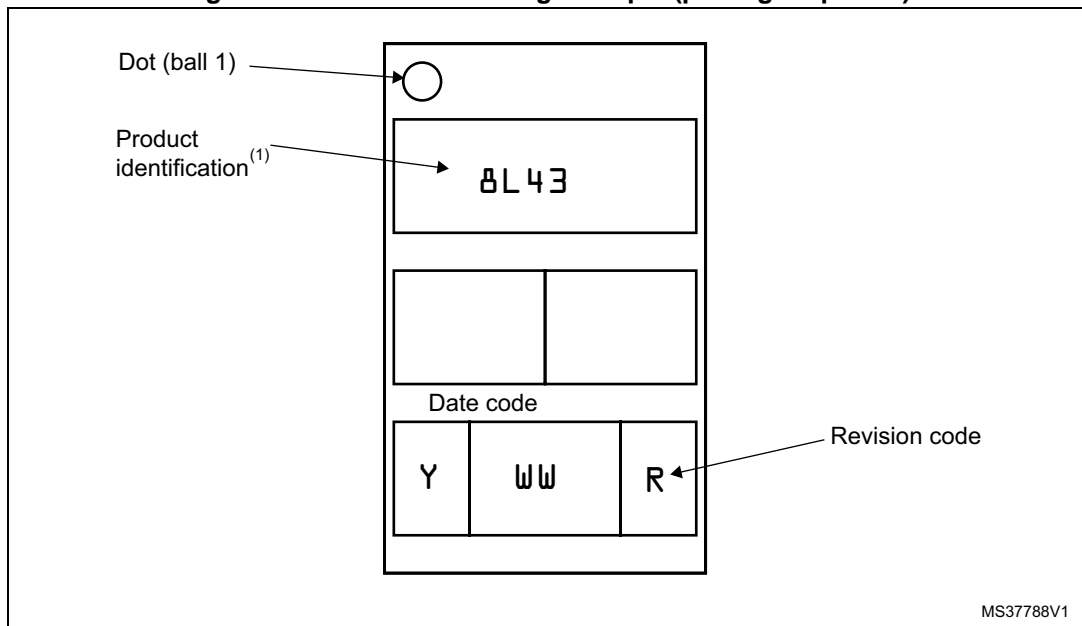 Dot (ball 1)
Product
identification(1)
8L43
Date code
Y WW R
Revision code
MS37788V1